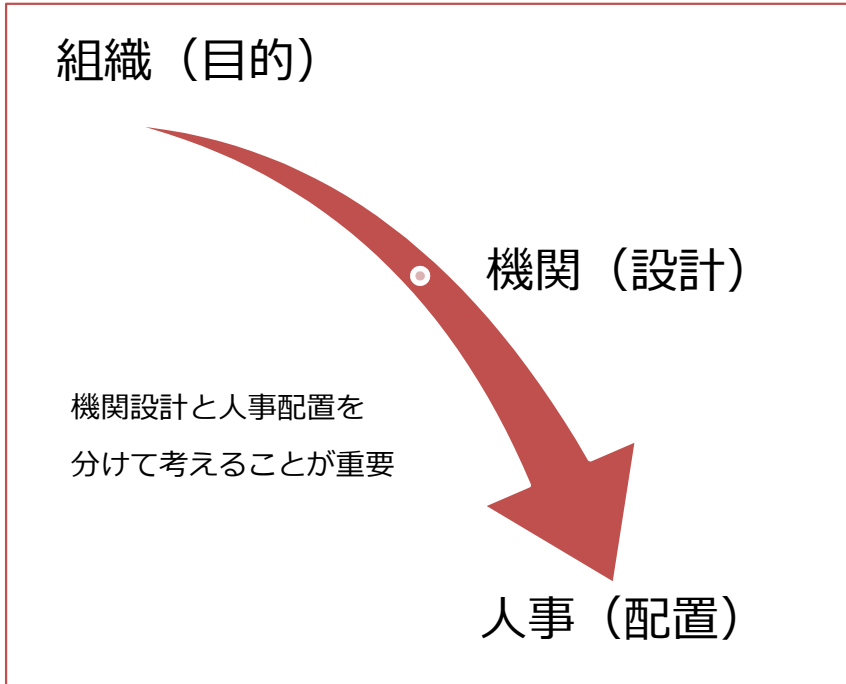 組織（目的）
機関（設計）
機関設計と人事配置を
分けて考えることが重要
人事（配置）